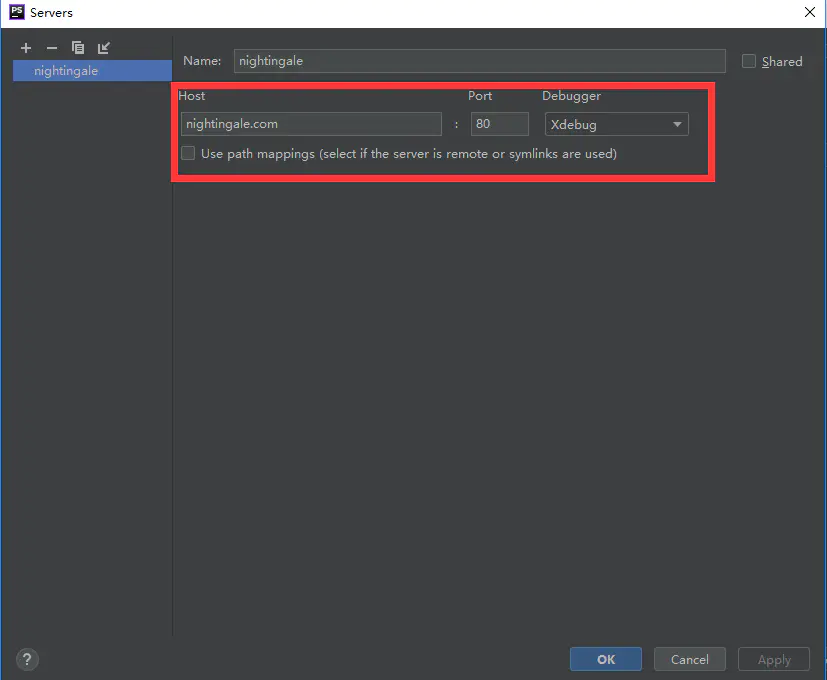 PS Servers
Name: nightingale Shared
nightingale
Host Port Debugger
nightingale.com : 80 Xdebug
Use path mappings (select if the server is remote or symlinks are used)
? OK Cancel Apply